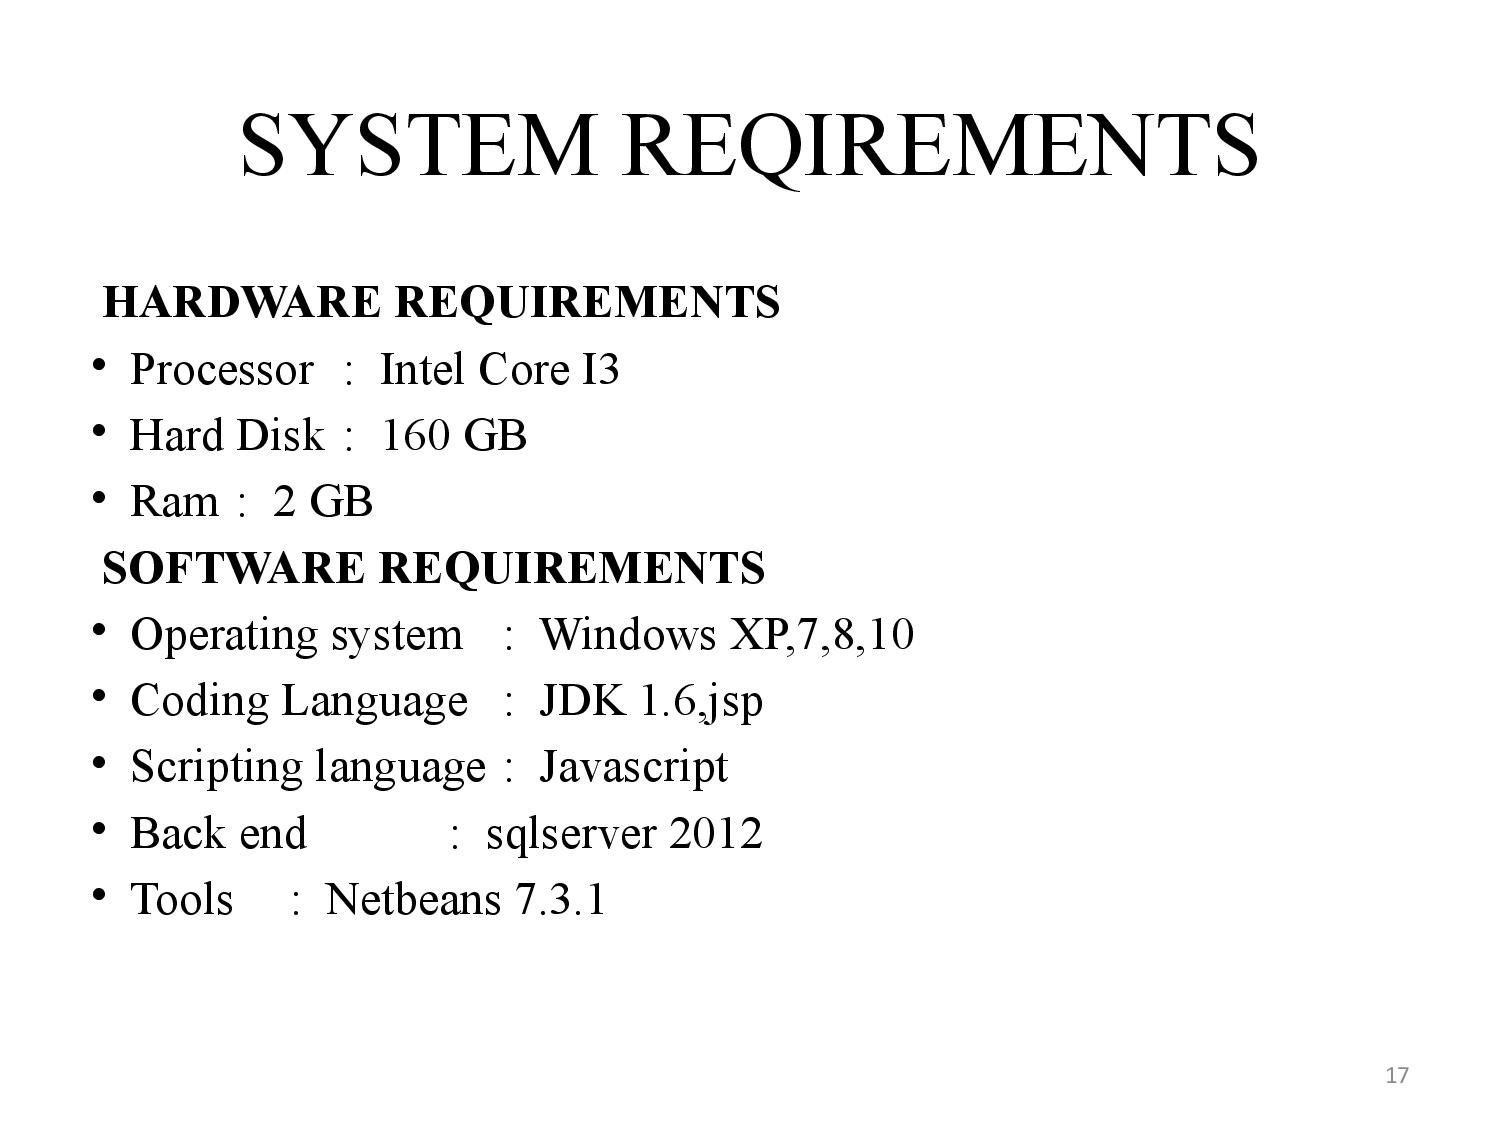 SYSTEM REQIREMENTS
HARDWARE REQUIREMENTS
• Processor : Intel Core I3
• Hard Disk : 160 GB
• Ram : 2 GB
SOFTWARE REQUIREMENTS
• Operating system : Windows XP,7,8,10
• Coding Language : JDK 1.6,jsp
• Scripting language : Javascript
• Back end : sqlserver 2012
• Tools : Netbeans 7.3.1
17